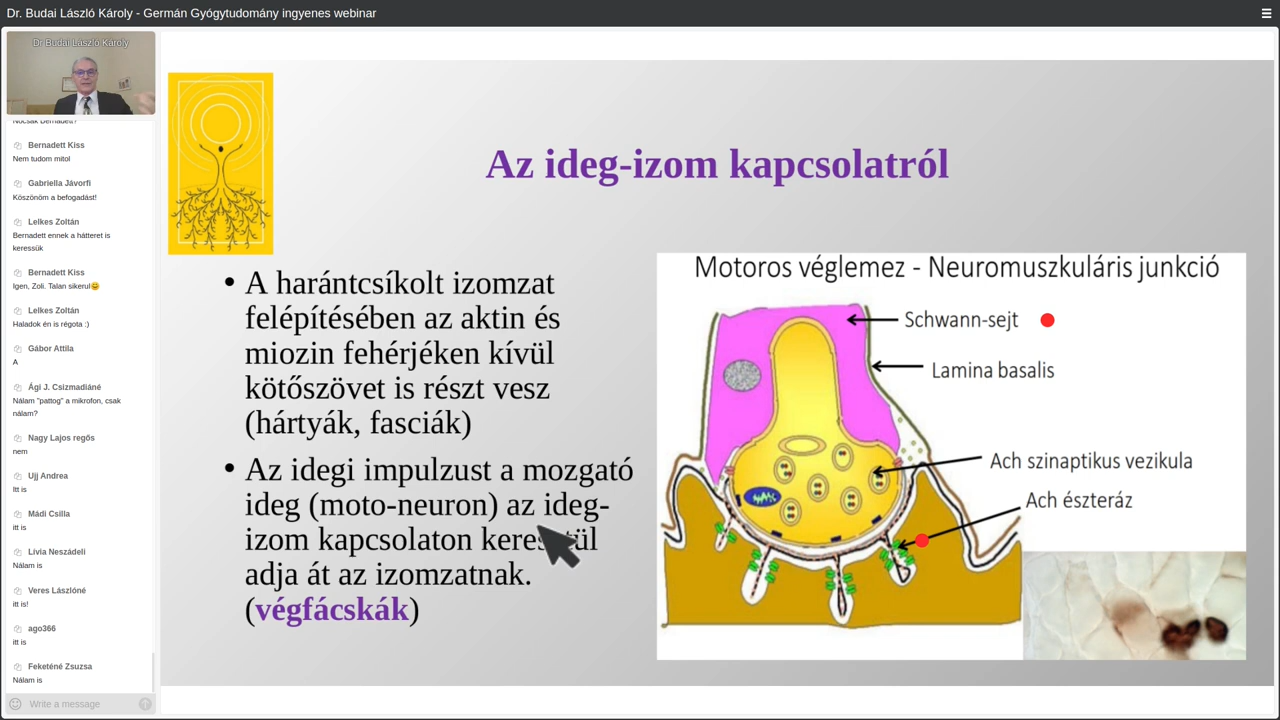 Dr. Budai László Károly - Germán Gyógytudomány ingyenes webinar
Dr Budai László Károly
Bernadett Kiss
Nem tudom mitol
Gabriella Jávorfi
Köszönöm a befogadást!
Lelkes Zoltán
Bernadett ennek a hátteret is
keressük
Bernadett Kiss
Igen, Zoli. Talan sikerul😀
Lelkes Zoltán
Haladok én is régota :)
Gábor Attila
A
Ági J. Csizmadiáné
Nálam "pattog" a mikrofon, csak
nálam?
Nagy Lajos regős
nem
Ujj Andrea
Itt is
Mádi Csilla
itt is
Livia Neszádeli
Nálam is
Veres Lászlóné
itt is!
ago366
itt is
Feketéné Zsuzsa
Nálam is
Write a message
Az ideg-izom kapcsolatról
• A harántcsíkolt izomzat
felépítésében az aktin és
miozin fehérjéken kívül
kötőszövet is részt vesz
(hártyák, fasciák)
• Az idegi impulzust a mozgató
ideg (moto-neuron) az ideg-
izom kapcsolaton keresztül
adja át az izomzatnak.
(végfácskák)
Motoros véglemez - Neuromuszkuláris junkció
Schwann-sejt
Lamina basalis
Ach szinaptikus vezikula
Ach észteráz